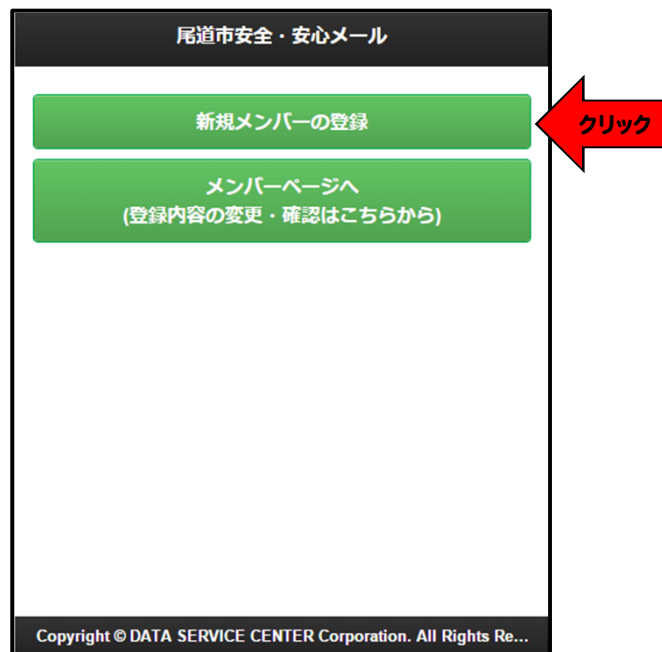 尾道市安全・安心メール
新規メンバーの登録
クリック
メンバーページへ
(登録内容の変更・確認はこちらから)
Copyright © DATA SERVICE CENTER Corporation. All Rights Re...